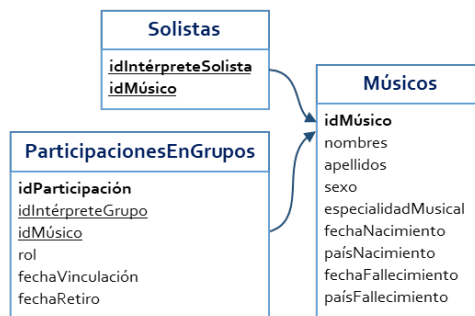 Solistas
idIntérpreteSolista
idMúsico
Músicos
idMúsico
nombres
apellidos
sexo
especialidadMusical
fechaNacimiento
paísNacimiento
fechaFallecimiento
paísFallecimiento
ParticipacionesEnGrupos
idParticipación
idIntérpreteGrupo
idMúsico
rol
fechaVinculación
fechaRetiro